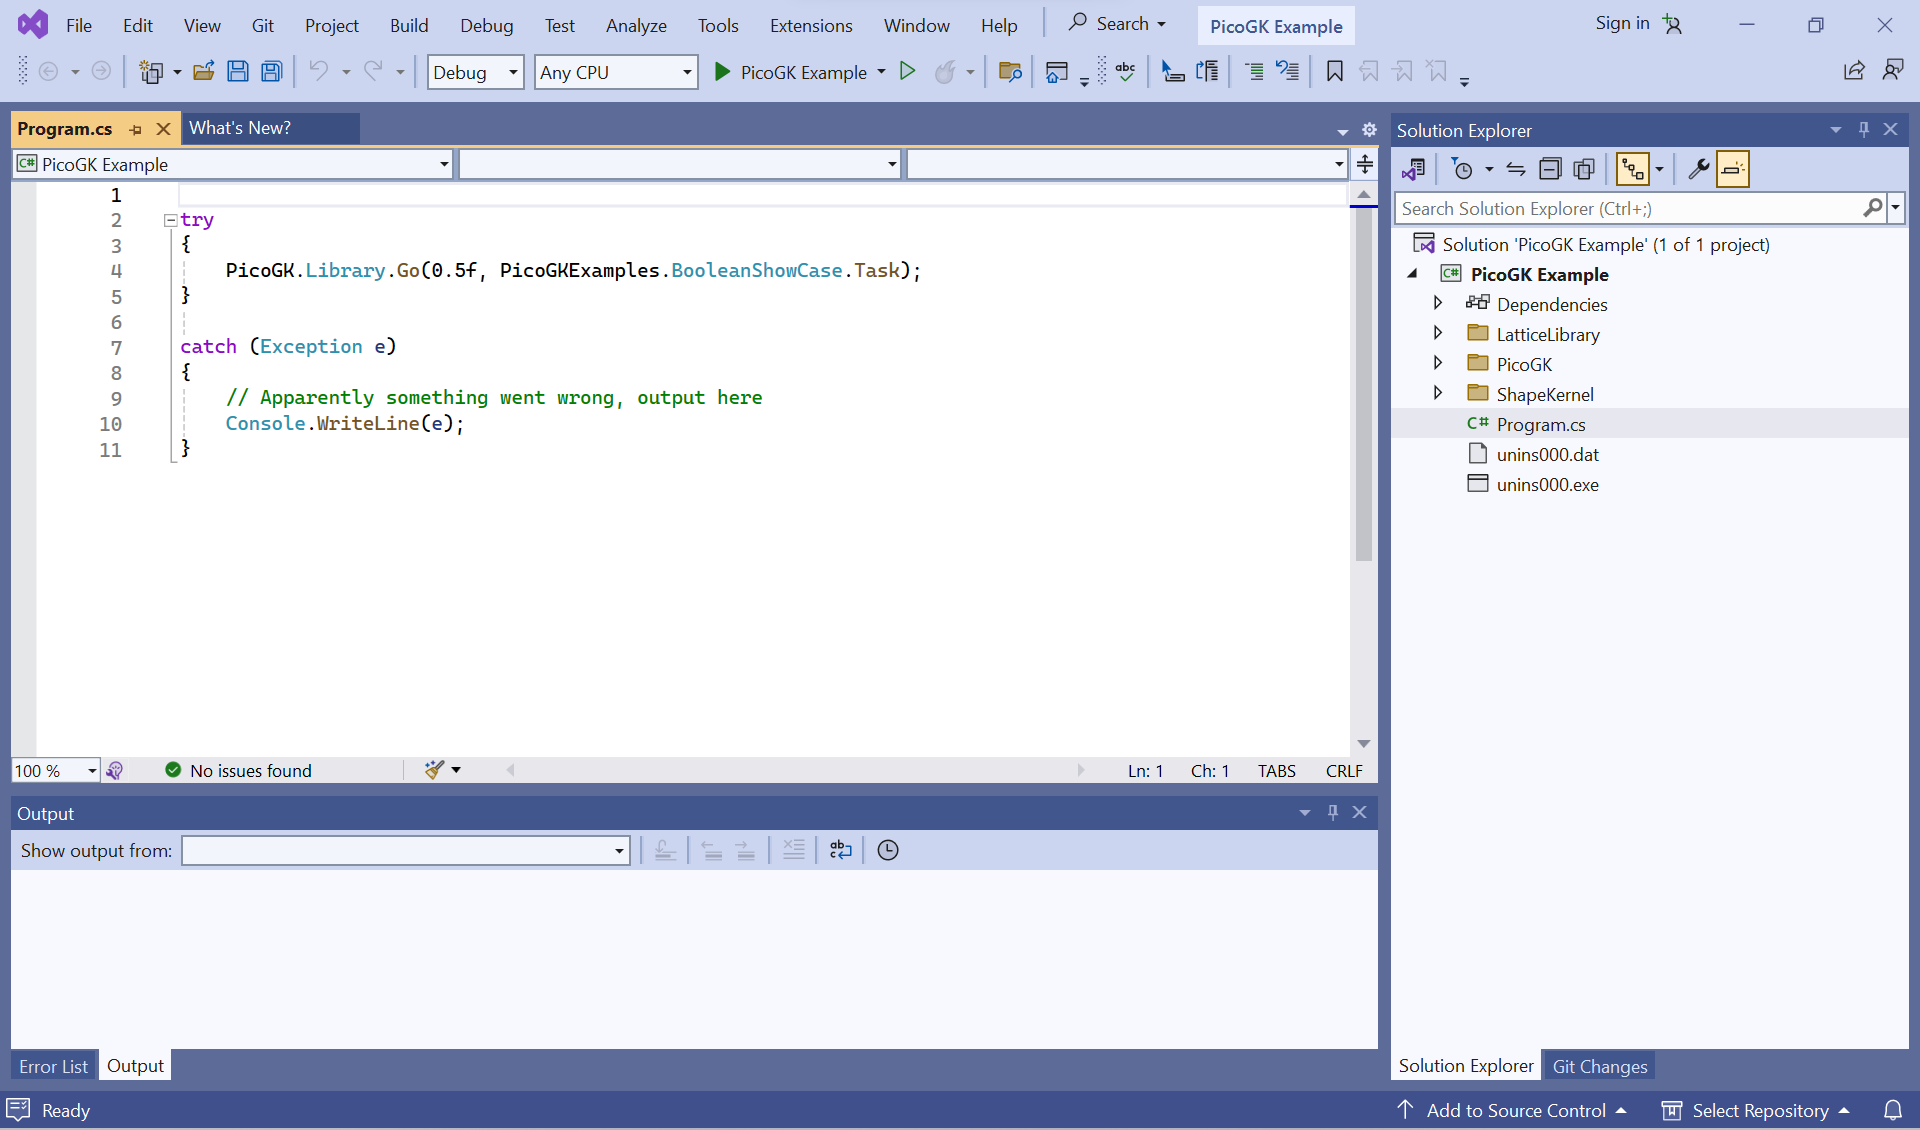 File Edit View Git Project Build Debug Test Analyze Tools Extensions Window Help Search PicoGK Example Sign in
Debug Any CPU PicoGK Example abc
Program.cs What's New?
C# PicoGK Example
1
2 try
3 {
4 PicoGK.Library.Go(0.5f, PicoGKExamples.BooleanShowCase.Task);
5 }
6
7 catch (Exception e)
8 {
9 // Apparently something went wrong, output here
10 Console.WriteLine(e);
11 }
100 % No issues found Ln: 1 Ch: 1 TABS CRLF
Output
Show output from:
Error List Output
Solution Explorer
Search Solution Explorer (Ctrl+;)
Solution 'PicoGK Example' (1 of 1 project)
C# PicoGK Example
Dependencies
LatticeLibrary
PicoGK
ShapeKernel
C# Program.cs
unins000.dat
unins000.exe
Solution Explorer Git Changes
Ready Add to Source Control Select Repository